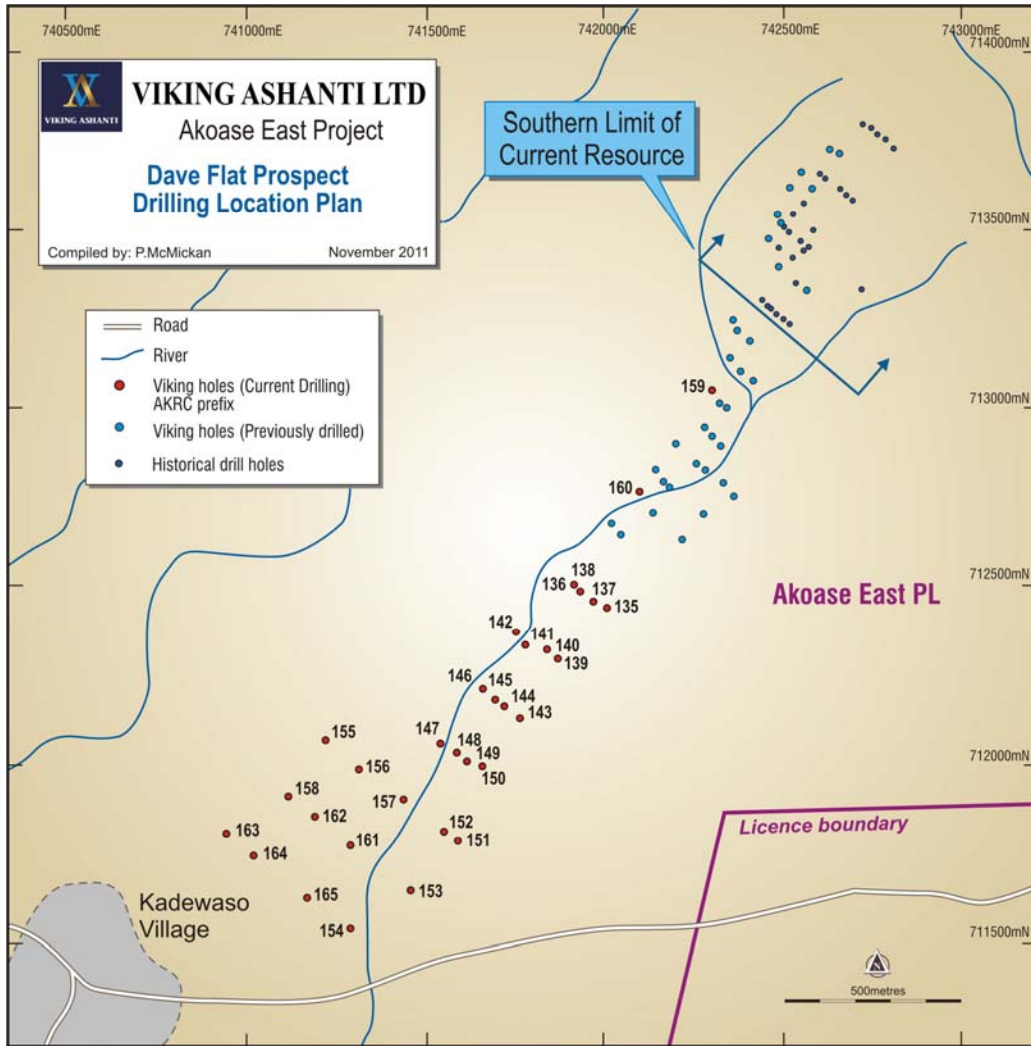 740500mE
741000mE
741500mE
742000mE
742500mE
743000mE
714000mN
VIKING ASHANTI
VIKING ASHANTI LTD
Akoase East Project
Dave Flat Prospect
Drilling Location Plan
Compiled by: P.McMickan
November 2011
Southern Limit of
Current Resource
713500mN
Road
River
Viking holes (Current Drilling)
AKRC prefix
Viking holes (Previously drilled)
Historical drill holes
159
713000mN
160
138
136
137
135
712500mN
Akoase East PL
142
141
140
139
146
145
144
143
147
148
149
150
155
156
712000mN
158
157
162
152
151
163
161
164
Licence boundary
153
165
154
Kadewaso
Village
711500mN
N
500metres